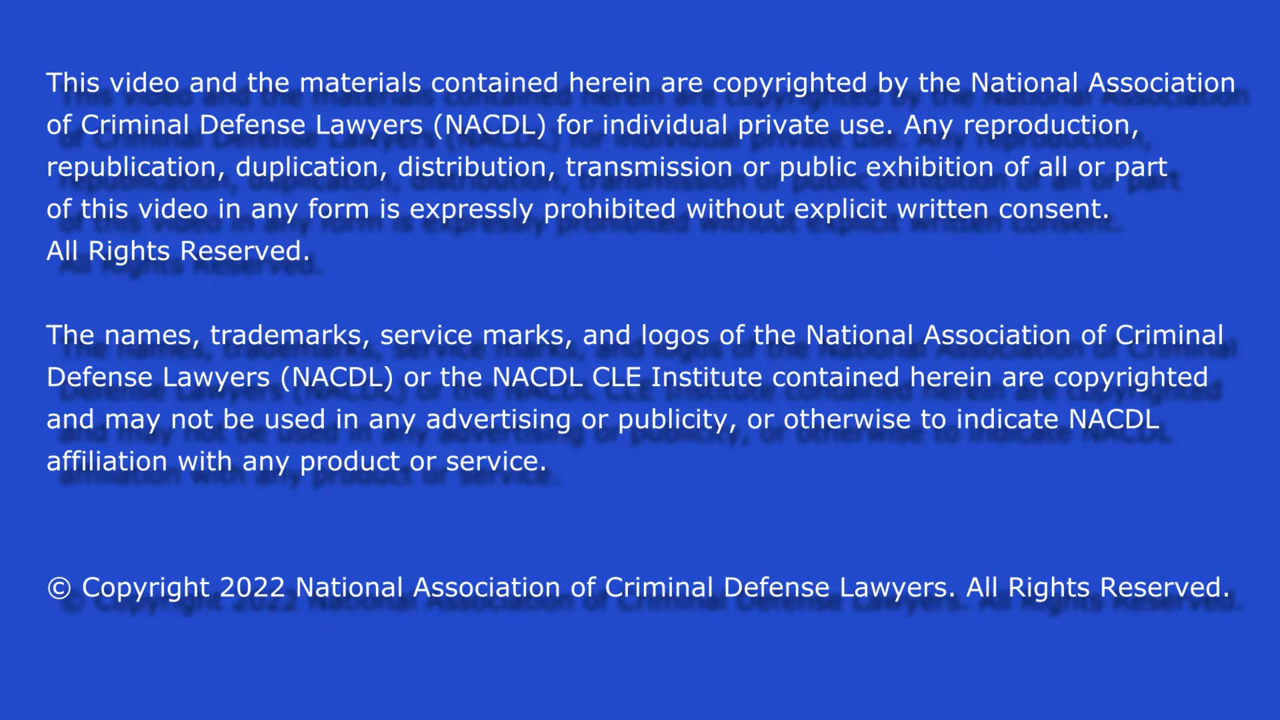 This video and the materials contained herein are copyrighted by the National Association
of Criminal Defense Lawyers (NACDL) for individual private use. Any reproduction,
republication, duplication, distribution, transmission or public exhibition of all or part
of this video in any form is expressly prohibited without explicit written consent.
All Rights Reserved.
The names, trademarks, service marks, and logos of the National Association of Criminal
Defense Lawyers (NACDL) or the NACDL CLE Institute contained herein are copyrighted
and may not be used in any advertising or publicity, or otherwise to indicate NACDL
affiliation with any product or service.
© Copyright 2022 National Association of Criminal Defense Lawyers. All Rights Reserved.